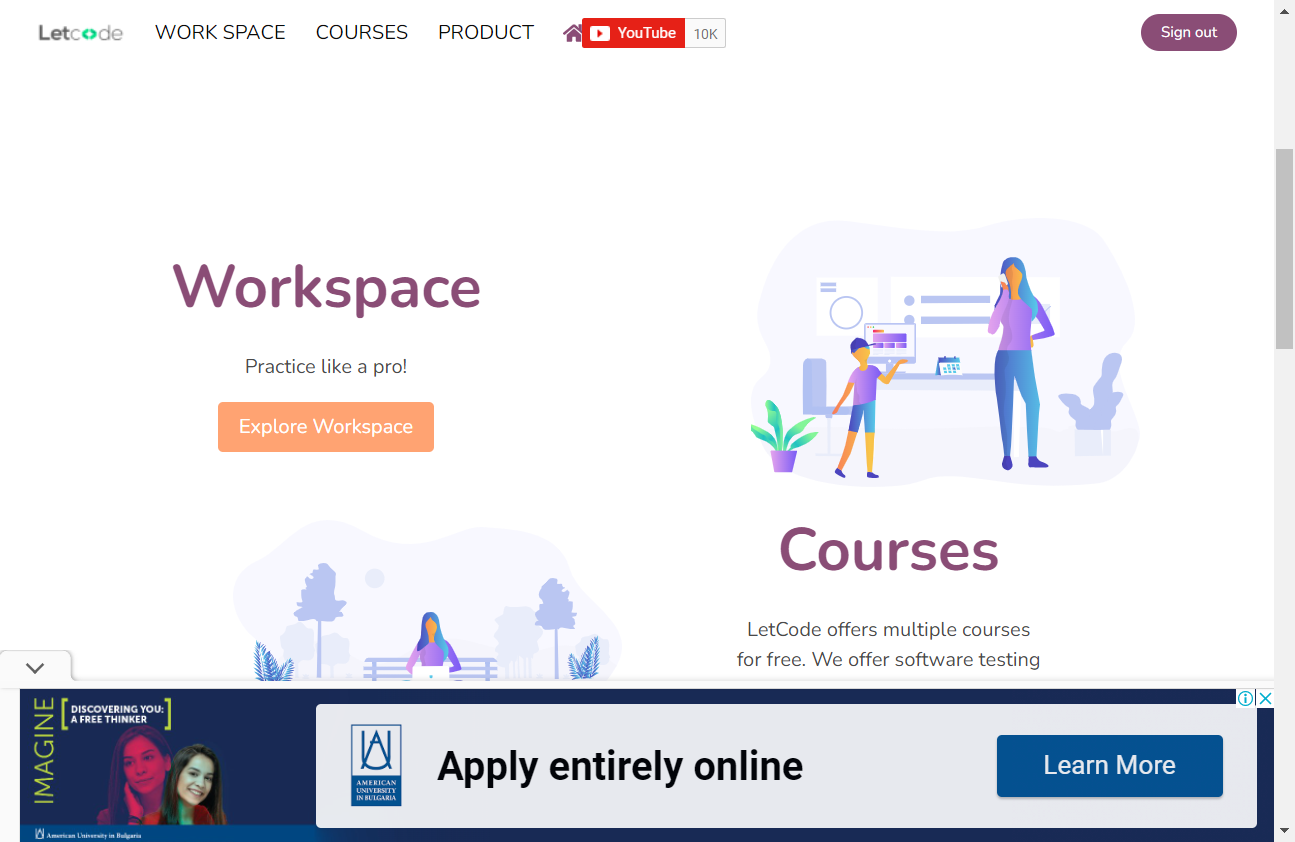 Letcode
WORK SPACE
COURSES
PRODUCT
YouTube
10K
Sign out
Workspace
Practice like a pro!
Explore Workspace
Courses
LetCode offers multiple courses
for free. We offer software testing
IMAGINE
DISCOVERING YOU:
A FREE THINKER
American University in Bulgaria
AMERICAN
UNIVERSITY
IN BULGARIA
Apply entirely online
Learn More